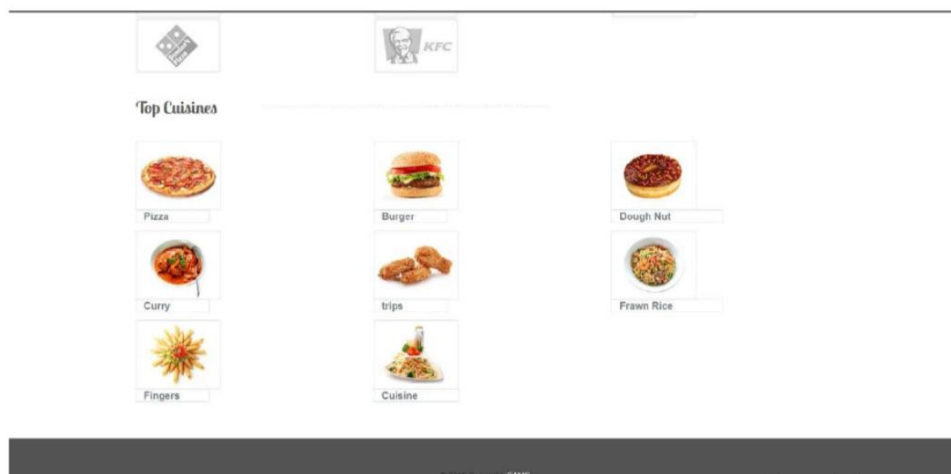 KFC
Top Cuisines
Pizza
Burger
Dough Nut
Curry
trips
Frawn Rice
Fingers
Cuisine